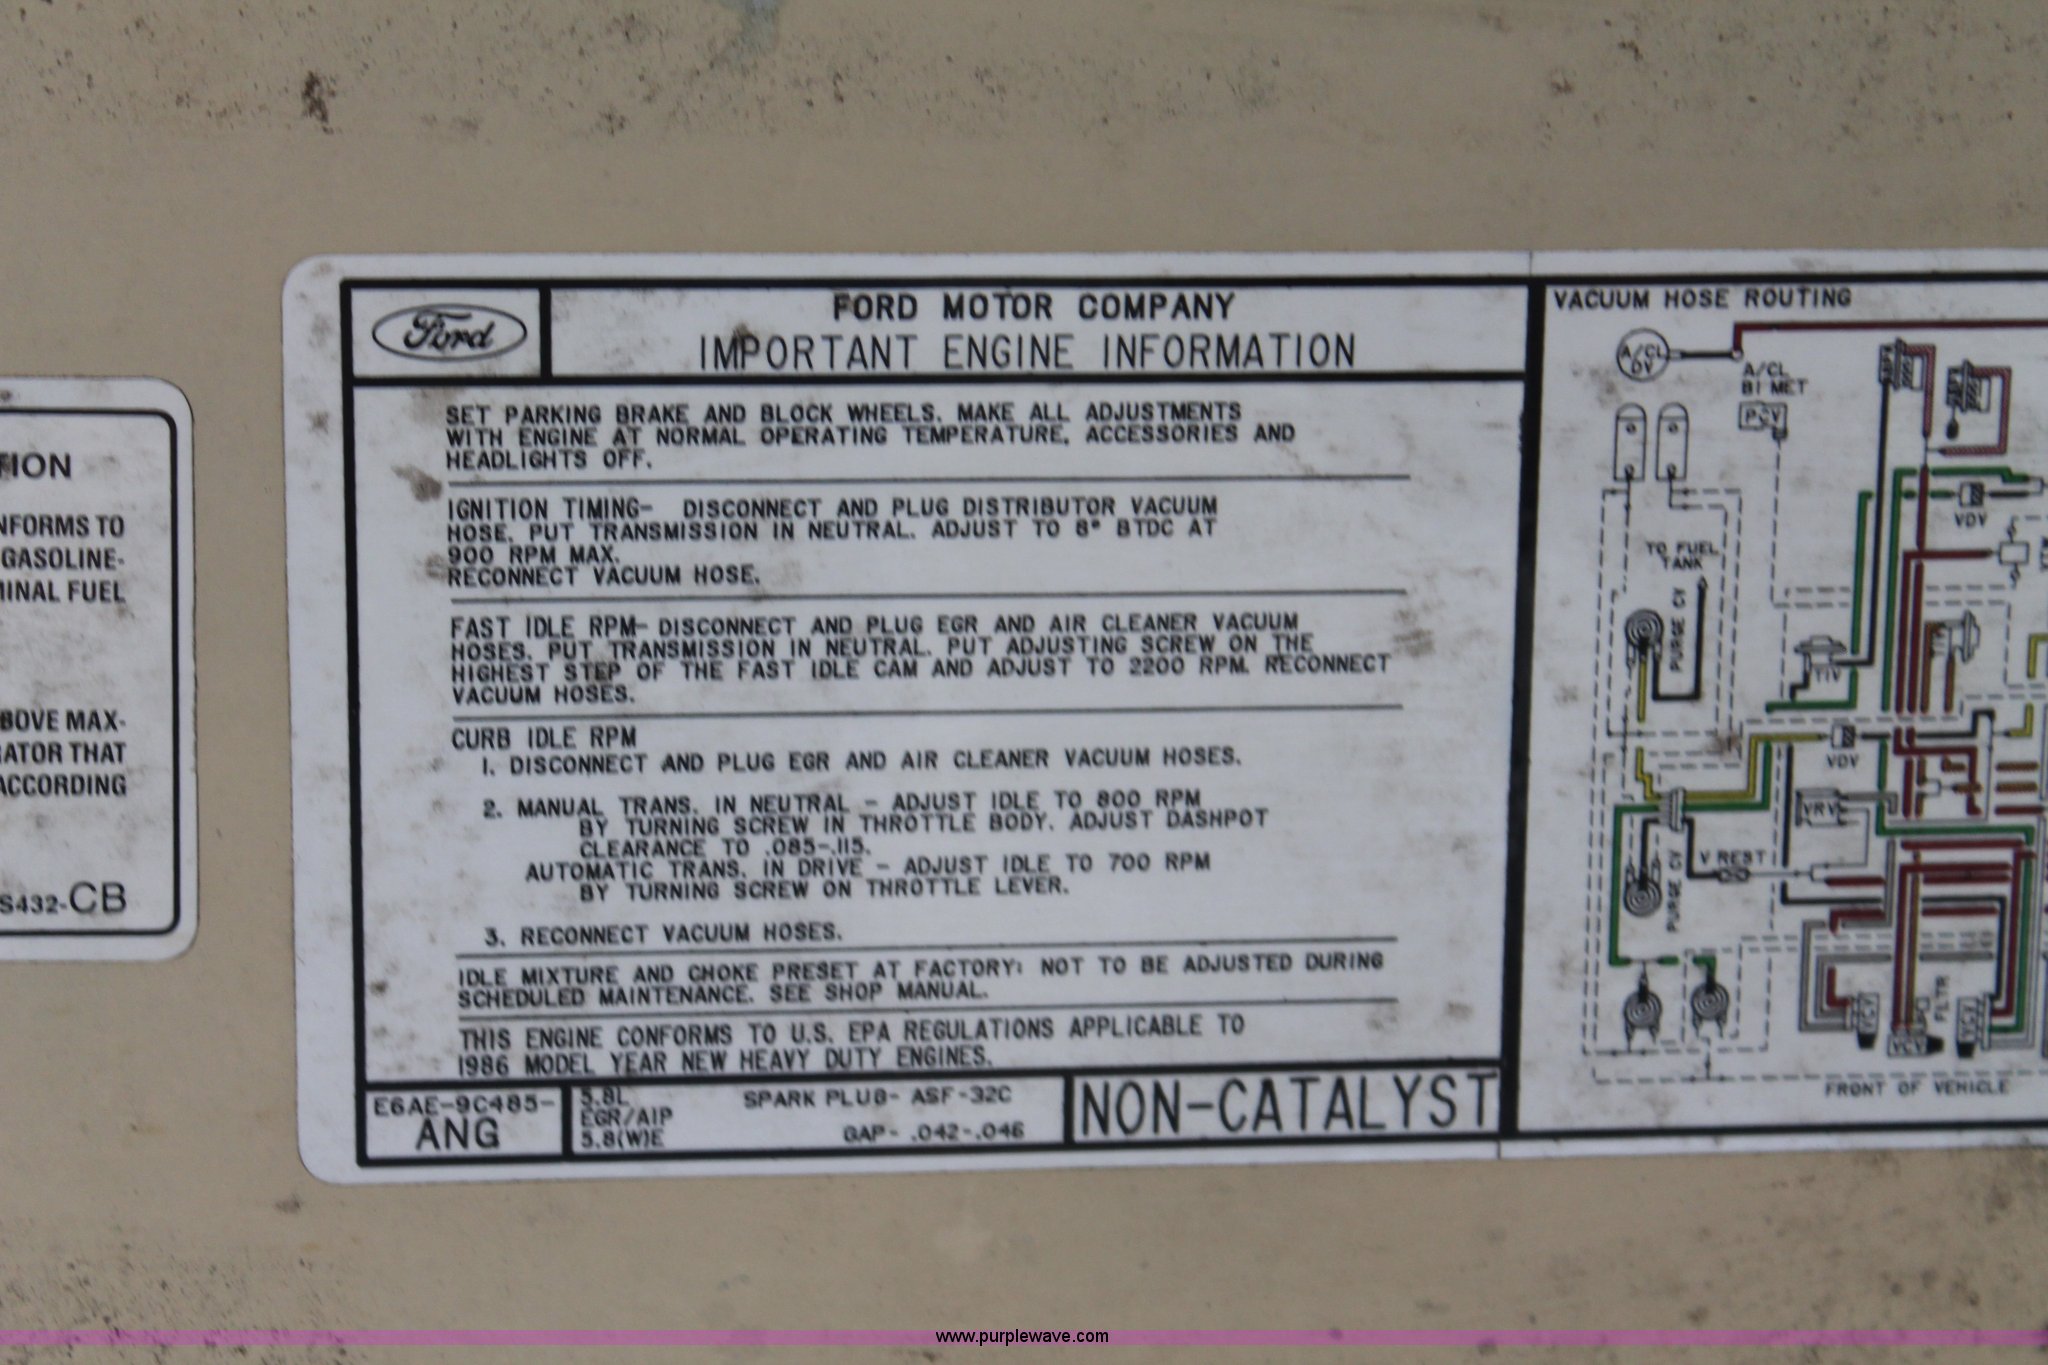 TION
NFORMS TO
GASOLINE-
MINAL FUEL
BOVE MAX-
RATOR THAT
ACCORDING
S432-CB
Ford
FORD MOTOR COMPANY
IMPORTANT ENGINE INFORMATION
SET PARKING BRAKE AND BLOCK WHEELS. MAKE ALL ADJUSTMENTS
WITH ENGINE AT NORMAL OPERATING TEMPERATURE, ACCESSORIES AND
HEADLIGHTS OFF.
IGNITION TIMING- DISCONNECT AND PLUG DISTRIBUTOR VACUUM
HOSE. PUT TRANSMISSION IN NEUTRAL. ADJUST TO 8° BTDC AT
900 RPM MAX.
RECONNECT VACUUM HOSE.
FAST IDLE RPM- DISCONNECT AND PLUG EGR AND AIR CLEANER VACUUM
HOSES. PUT TRANSMISSION IN NEUTRAL. PUT ADJUSTING SCREW ON THE
HIGHEST STEP OF THE FAST IDLE CAM AND ADJUST TO 2200 RPM. RECONNECT
VACUUM HOSES.
CURB IDLE RPM
1. DISCONNECT AND PLUG EGR AND AIR CLEANER VACUUM HOSES.
2. MANUAL TRANS. IN NEUTRAL - ADJUST IDLE TO 800 RPM
BY TURNING SCREW IN THROTTLE BODY. ADJUST DASHPOT
CLEARANCE TO .085-.115.
AUTOMATIC TRANS. IN DRIVE - ADJUST IDLE TO 700 RPM
BY TURNING SCREW ON THROTTLE LEVER.
3. RECONNECT VACUUM HOSES.
IDLE MIXTURE AND CHOKE PRESET AT FACTORY: NOT TO BE ADJUSTED DURING
SCHEDULED MAINTENANCE. SEE SHOP MANUAL.
THIS ENGINE CONFORMS TO U.S. EPA REGULATIONS APPLICABLE TO
1986 MODEL YEAR NEW HEAVY DUTY ENGINES.
E6AE-9C485-
ANG
5.8L
EGR/AIP
5.8(W)E
SPARK PLUG- ASF-32C
GAP- .042-.046
NON-CATALYST
VACUUM HOSE ROUTING
A/CL
DV
A/CL
BI MET
PCV
VDV
TO FUEL
TANK
PURGE CV
TIV
VDV
VRV
V REST
PURGE CV
VCV
FLTR
VCV
VCV
FRONT OF VEHICLE
www.purplewave.com